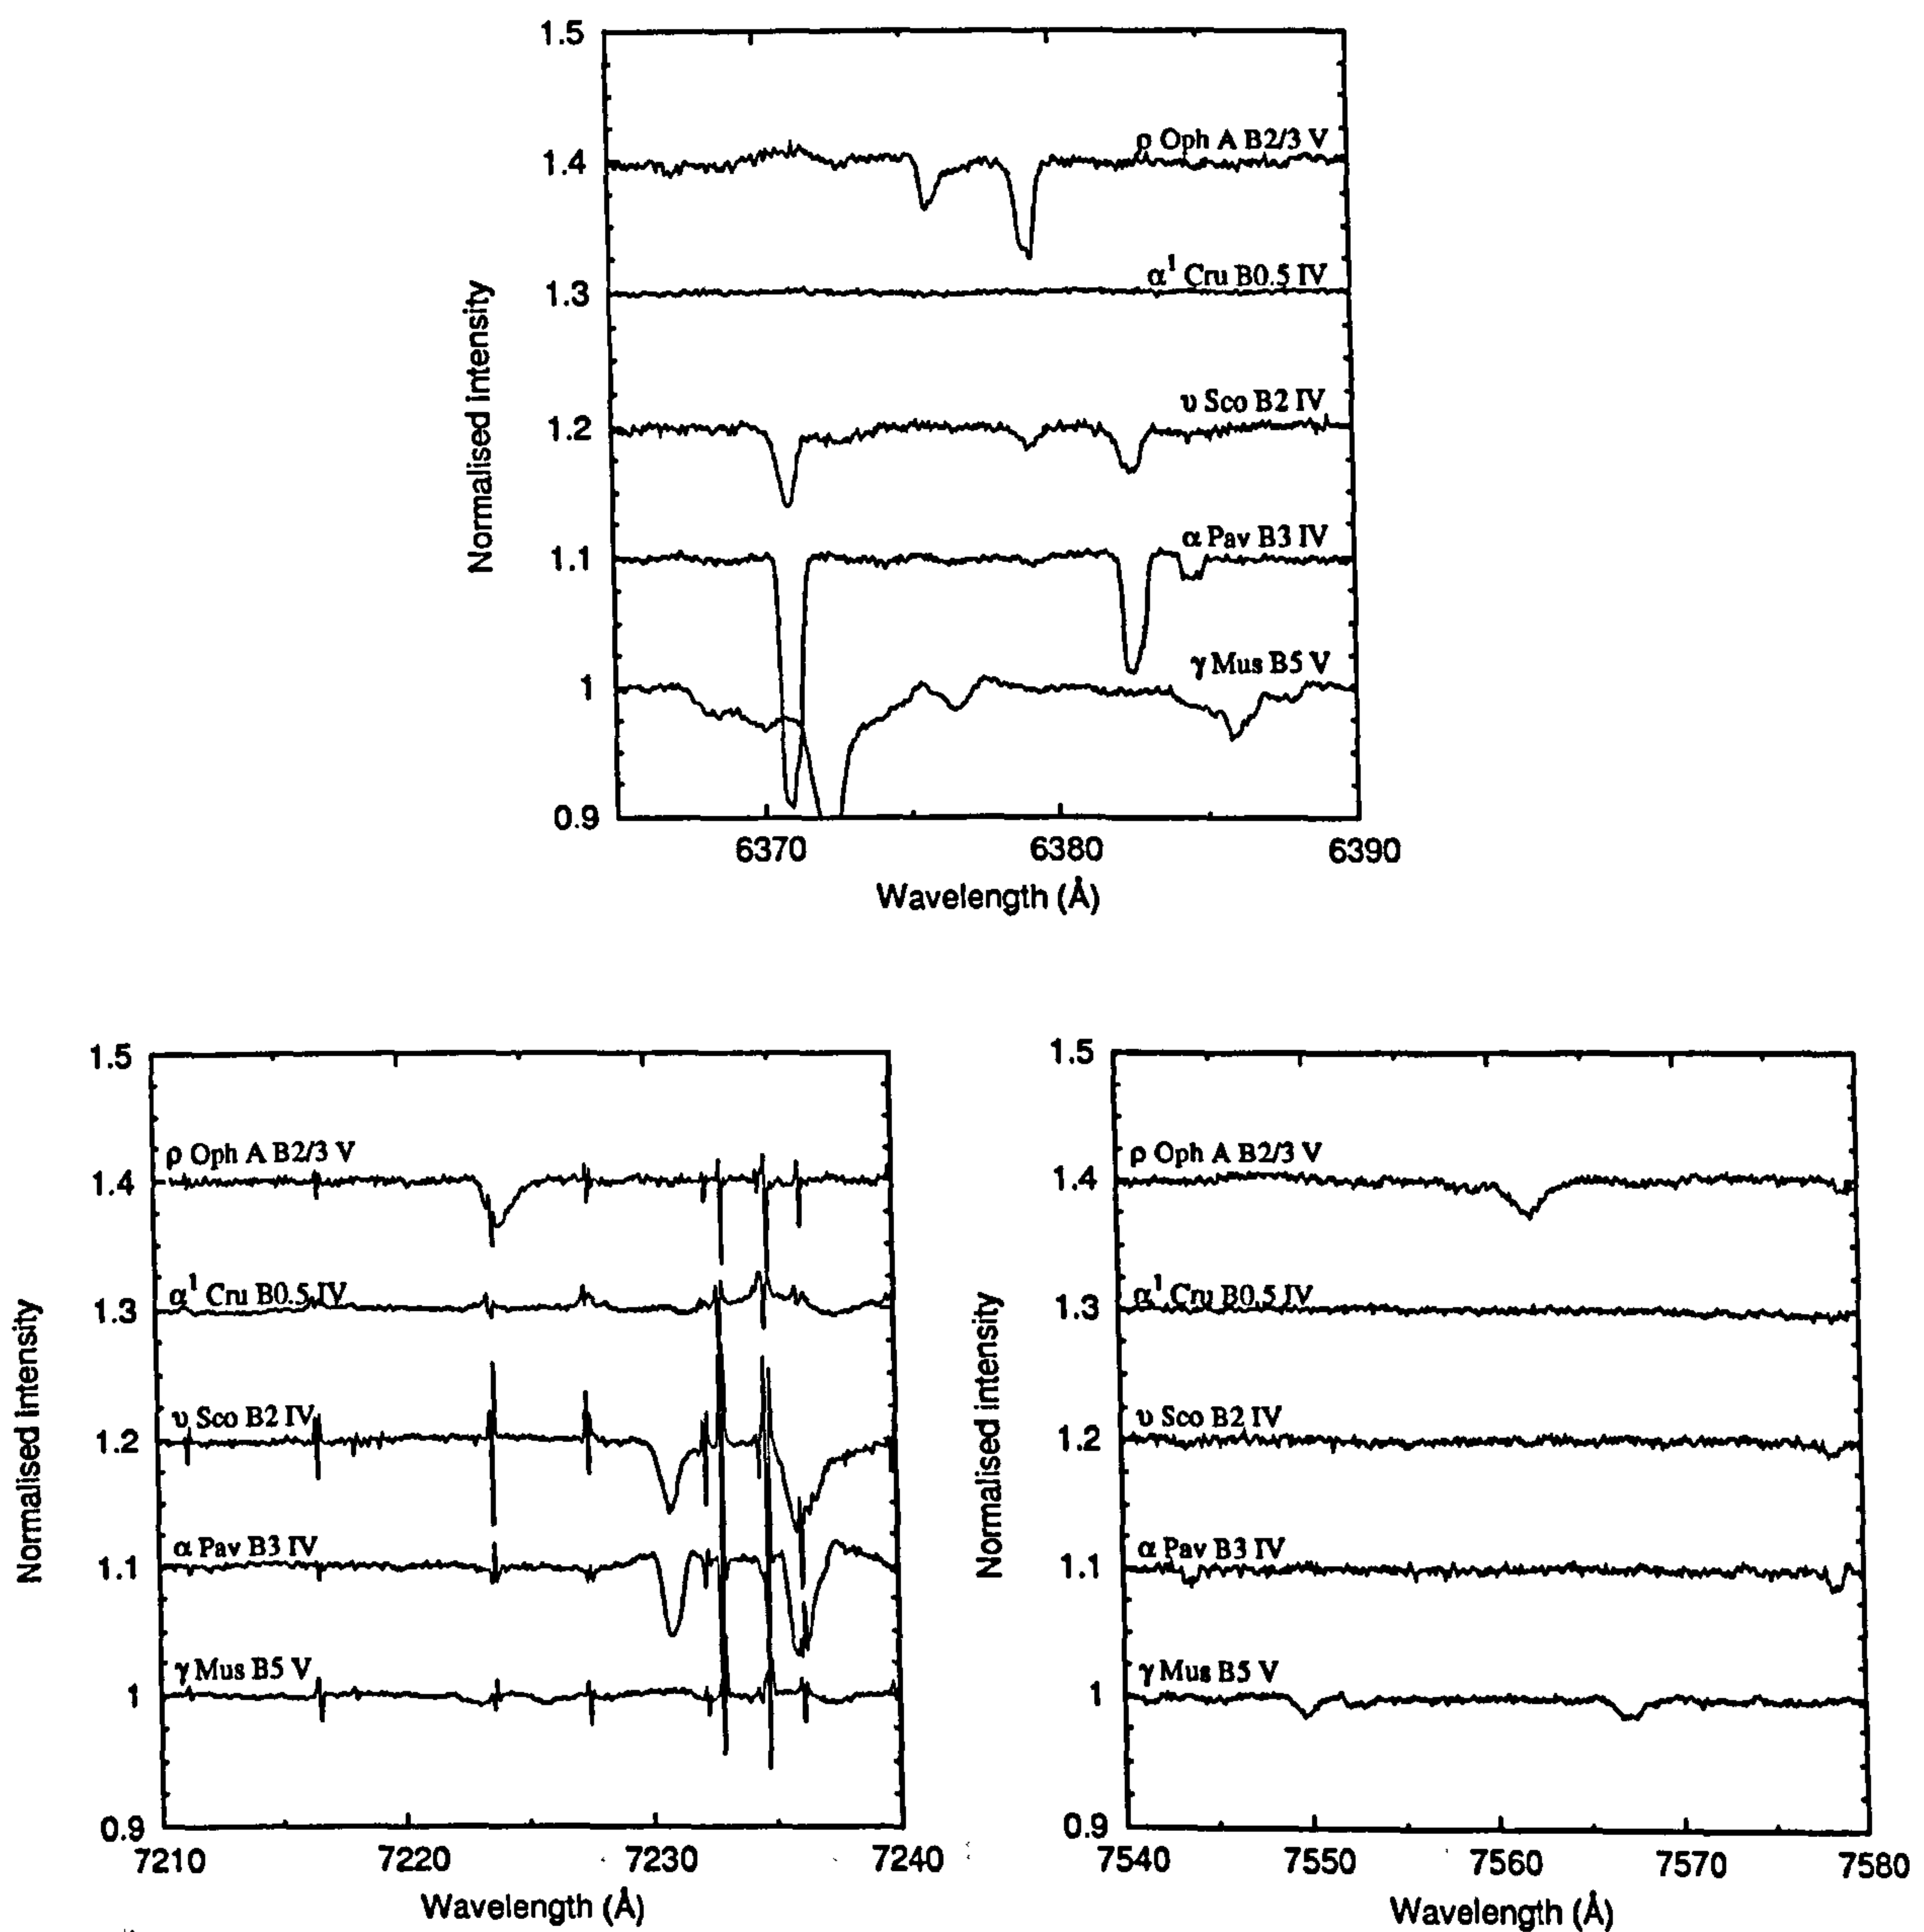 1.5
ρ Oph A B2/3 V
1.4
α¹ Cru B0.5 IV
1.3
υ Sco B2 IV
1.2
α Pav B3 IV
1.1
γ Mus B5 V
1
0.9
Normalised intensity
6370 6380 6390
Wavelength (Å)
1.5
ρ Oph A B2/3 V
1.4
α¹ Cru B0.5 IV
1.3
υ Sco B2 IV
1.2
α Pav B3 IV
1.1
γ Mus B5 V
1
0.9
Normalised intensity
7210 7220 7230 7240
Wavelength (Å)
1.5
ρ Oph A B2/3 V
1.4
α¹ Cru B0.5 IV
1.3
υ Sco B2 IV
1.2
α Pav B3 IV
1.1
γ Mus B5 V
1
0.9
Normalised intensity
7540 7550 7560 7570 7580
Wavelength (Å)